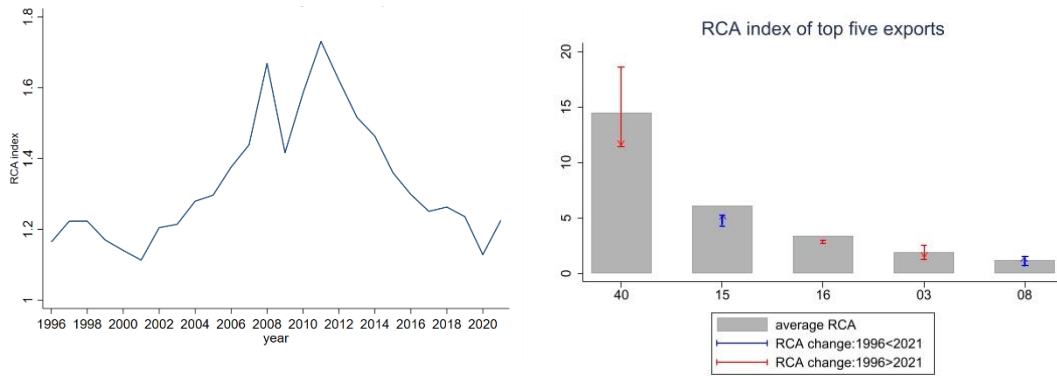 1.8
1.6
1.4
1.2
1
RCA index
1996 1998 2000 2002 2004 2006 2008 2010 2012 2014 2016 2018 2020
year
RCA index of top five exports
20
15
10
5
0
40 15 16 03 08
average RCA
RCA change:1996<2021
RCA change:1996>2021